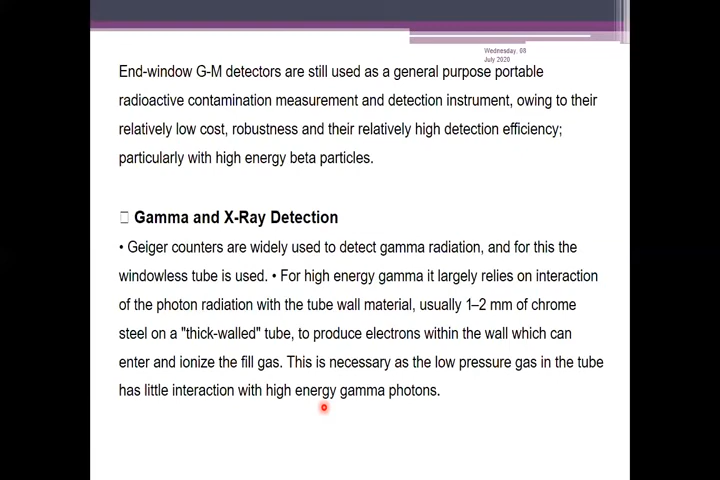 Wednesday, 08
July 2020
End-window G-M detectors are still used as a general purpose portable
radioactive contamination measurement and detection instrument, owing to their
relatively low cost, robustness and their relatively high detection efficiency;
particularly with high energy beta particles.
Gamma and X-Ray Detection
• Geiger counters are widely used to detect gamma radiation, and for this the
windowless tube is used. • For high energy gamma it largely relies on interaction
of the photon radiation with the tube wall material, usually 1–2 mm of chrome
steel on a "thick-walled" tube, to produce electrons within the wall which can
enter and ionize the fill gas. This is necessary as the low pressure gas in the tube
has little interaction with high energy gamma photons.